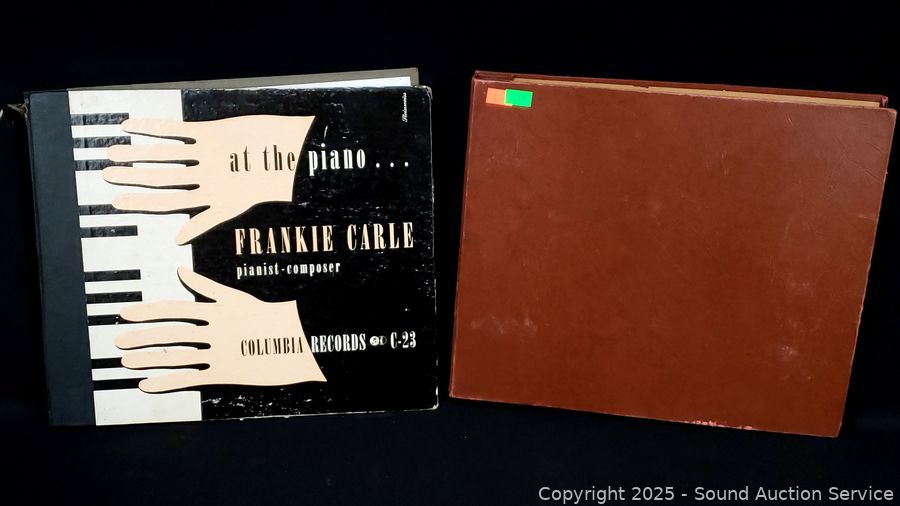 at the piano . . .
FRANKIE CARLE
pianist-composer
COLUMBIA RECORDS C-23
Copyright 2025 - Sound Auction Service